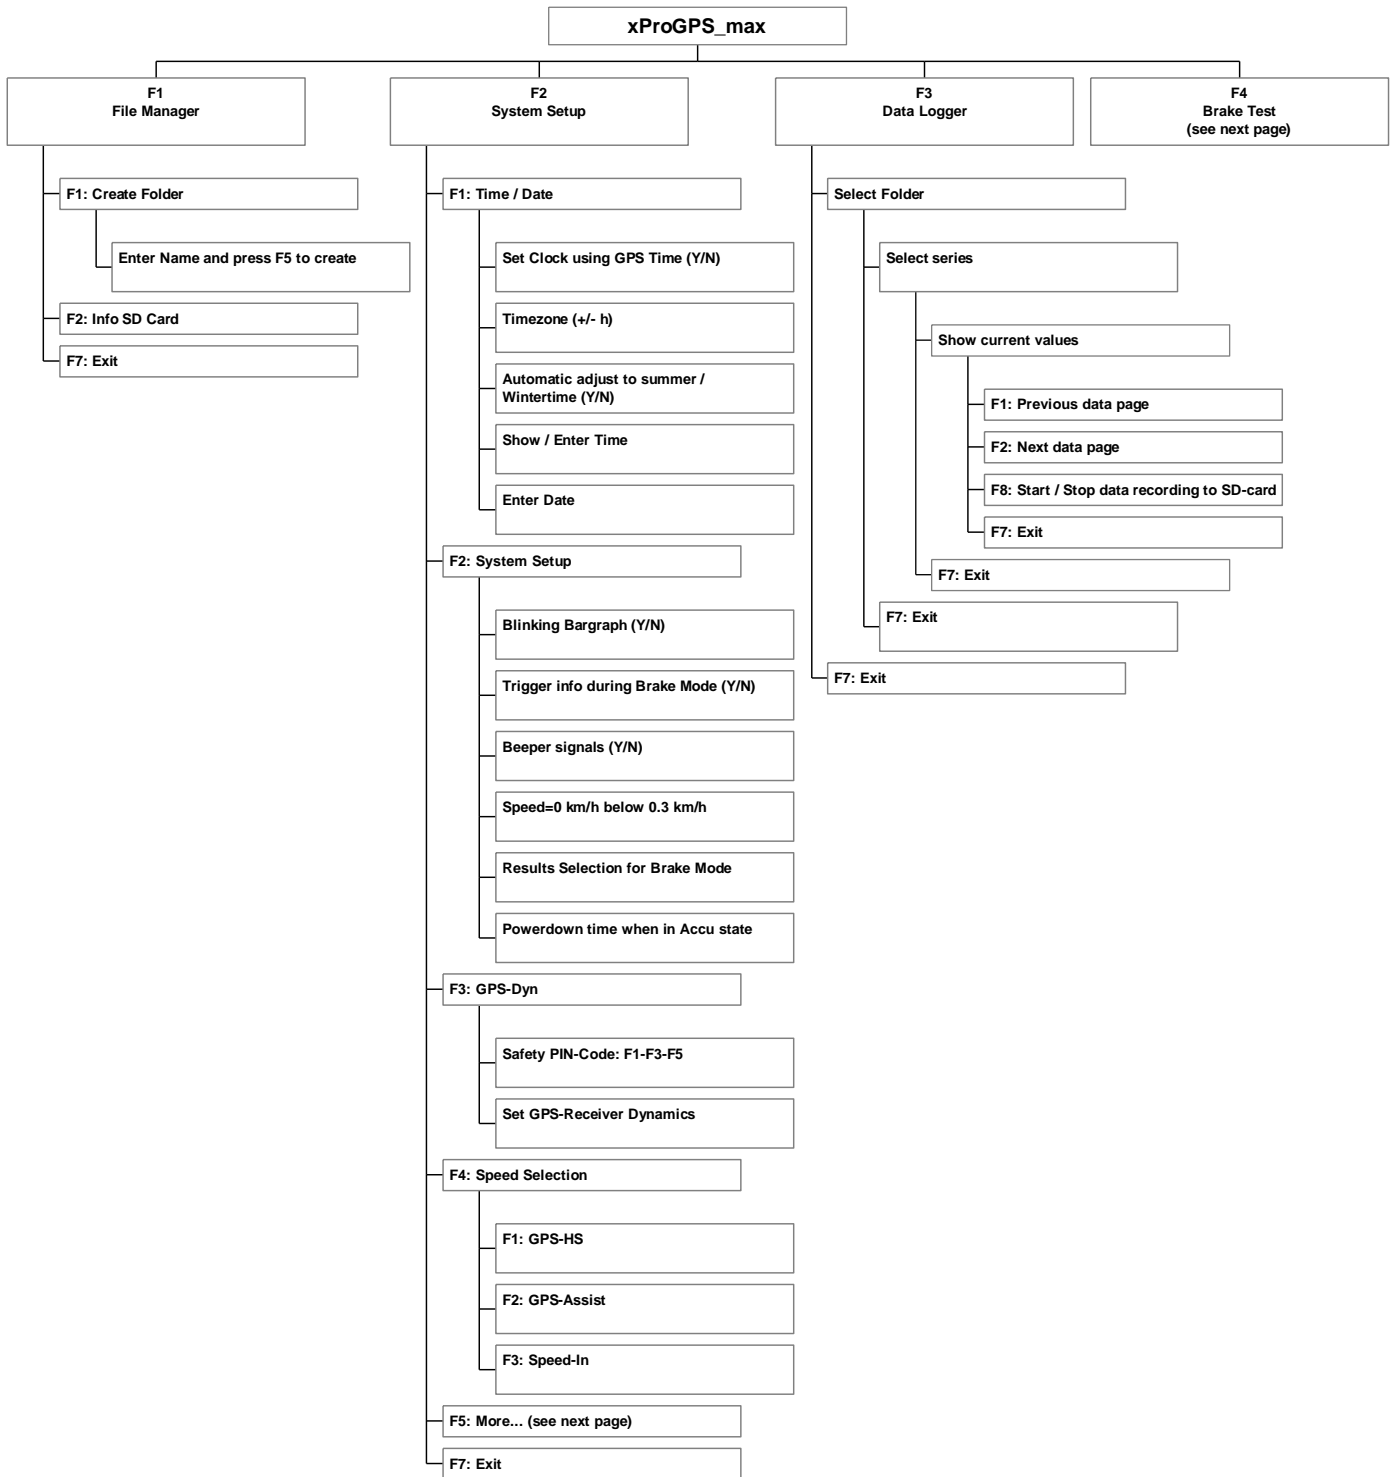 xProGPS_max
F1
File Manager
F1: Create Folder
Enter Name and press F5 to create
F2: Info SD Card
F7: Exit
F2
System Setup
F1: Time / Date
Set Clock using GPS Time (Y/N)
Timezone (+/- h)
Automatic adjust to summer /
Wintertime (Y/N)
Show / Enter Time
Enter Date
F2: System Setup
Blinking Bargraph (Y/N)
Trigger info during Brake Mode (Y/N)
Beeper signals (Y/N)
Speed=0 km/h below 0.3 km/h
Results Selection for Brake Mode
Powerdown time when in Accu state
F3: GPS-Dyn
Safety PIN-Code: F1-F3-F5
Set GPS-Receiver Dynamics
F4: Speed Selection
F1: GPS-HS
F2: GPS-Assist
F3: Speed-In
F5: More... (see next page)
F7: Exit
F3
Data Logger
Select Folder
Select series
Show current values
F1: Previous data page
F2: Next data page
F8: Start / Stop data recording to SD-card
F7: Exit
F7: Exit
F7: Exit
F7: Exit
F4
Brake Test
(see next page)